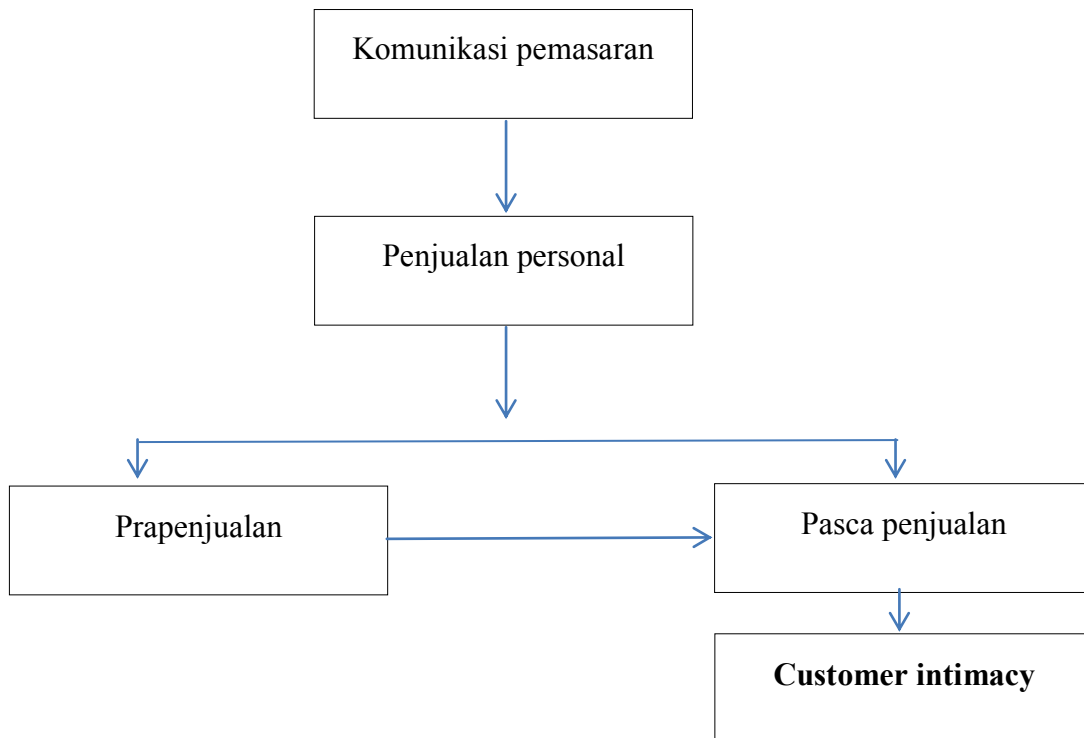 Komunikasi pemasaran
Penjualan personal
Prapenjualan
Pasca penjualan
Customer intimacy